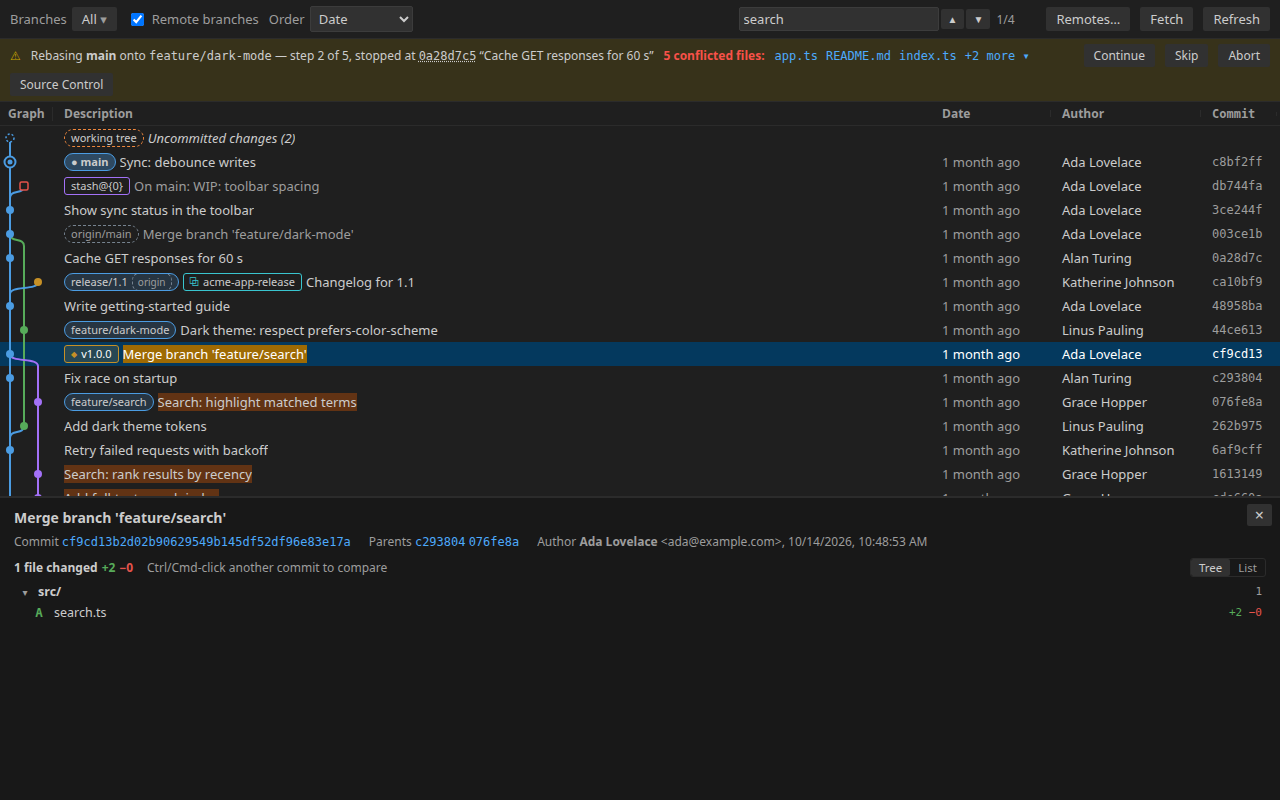 Branches All ▾ Remote branches Order Date search ▲ ▼ 1/4 Remotes... Fetch Refresh
⚠ Rebasing main onto feature/dark-mode — step 2 of 5, stopped at 0a28d7c5 “Cache GET responses for 60 s” 5 conflicted files: app.ts README.md index.ts +2 more ▾ Continue Skip Abort
Source Control
Graph Description Date Author Commit
working tree Uncommitted changes (2)
● main Sync: debounce writes 1 month ago Ada Lovelace c8bf2ff
stash@{0} On main: WIP: toolbar spacing 1 month ago Ada Lovelace db744fa
Show sync status in the toolbar 1 month ago Ada Lovelace 3ce244f
origin/main Merge branch 'feature/dark-mode' 1 month ago Ada Lovelace 003ce1b
Cache GET responses for 60 s 1 month ago Alan Turing 0a28d7c
release/1.1 origin acme-app-release Changelog for 1.1 1 month ago Katherine Johnson ca10bf9
Write getting-started guide 1 month ago Ada Lovelace 48958ba
feature/dark-mode Dark theme: respect prefers-color-scheme 1 month ago Linus Pauling 44ce613
◆ v1.0.0 Merge branch 'feature/search' 1 month ago Ada Lovelace cf9cd13
Fix race on startup 1 month ago Alan Turing c293804
feature/search Search: highlight matched terms 1 month ago Grace Hopper 076fe8a
Add dark theme tokens 1 month ago Linus Pauling 262b975
Retry failed requests with backoff 1 month ago Katherine Johnson 6af9cff
Search: rank results by recency 1 month ago Grace Hopper 1613149
Merge branch 'feature/search' ✕
Commit cf9cd13b2d02b90629549b145df52df96e83e17a Parents c293804 076fe8a Author Ada Lovelace <ada@example.com>, 10/14/2026, 10:48:53 AM
1 file changed +2 −0 Ctrl/Cmd-click another commit to compare Tree List
▾ src/ 1
A search.ts +2 −0